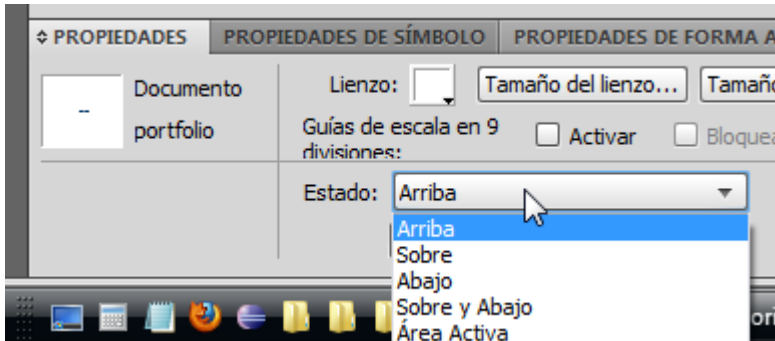 PROPIEDADES PROPIEDADES DE SÍMBOLO PROPIEDADES DE FORMA A
Documento
portfolio
--
Lienzo: Tamaño del lienzo... Tamaño
Guías de escala en 9
divisiones:
Activar Bloquea
Estado: Arriba
Arriba
Sobre
Abajo
Sobre y Abajo
Área Activa